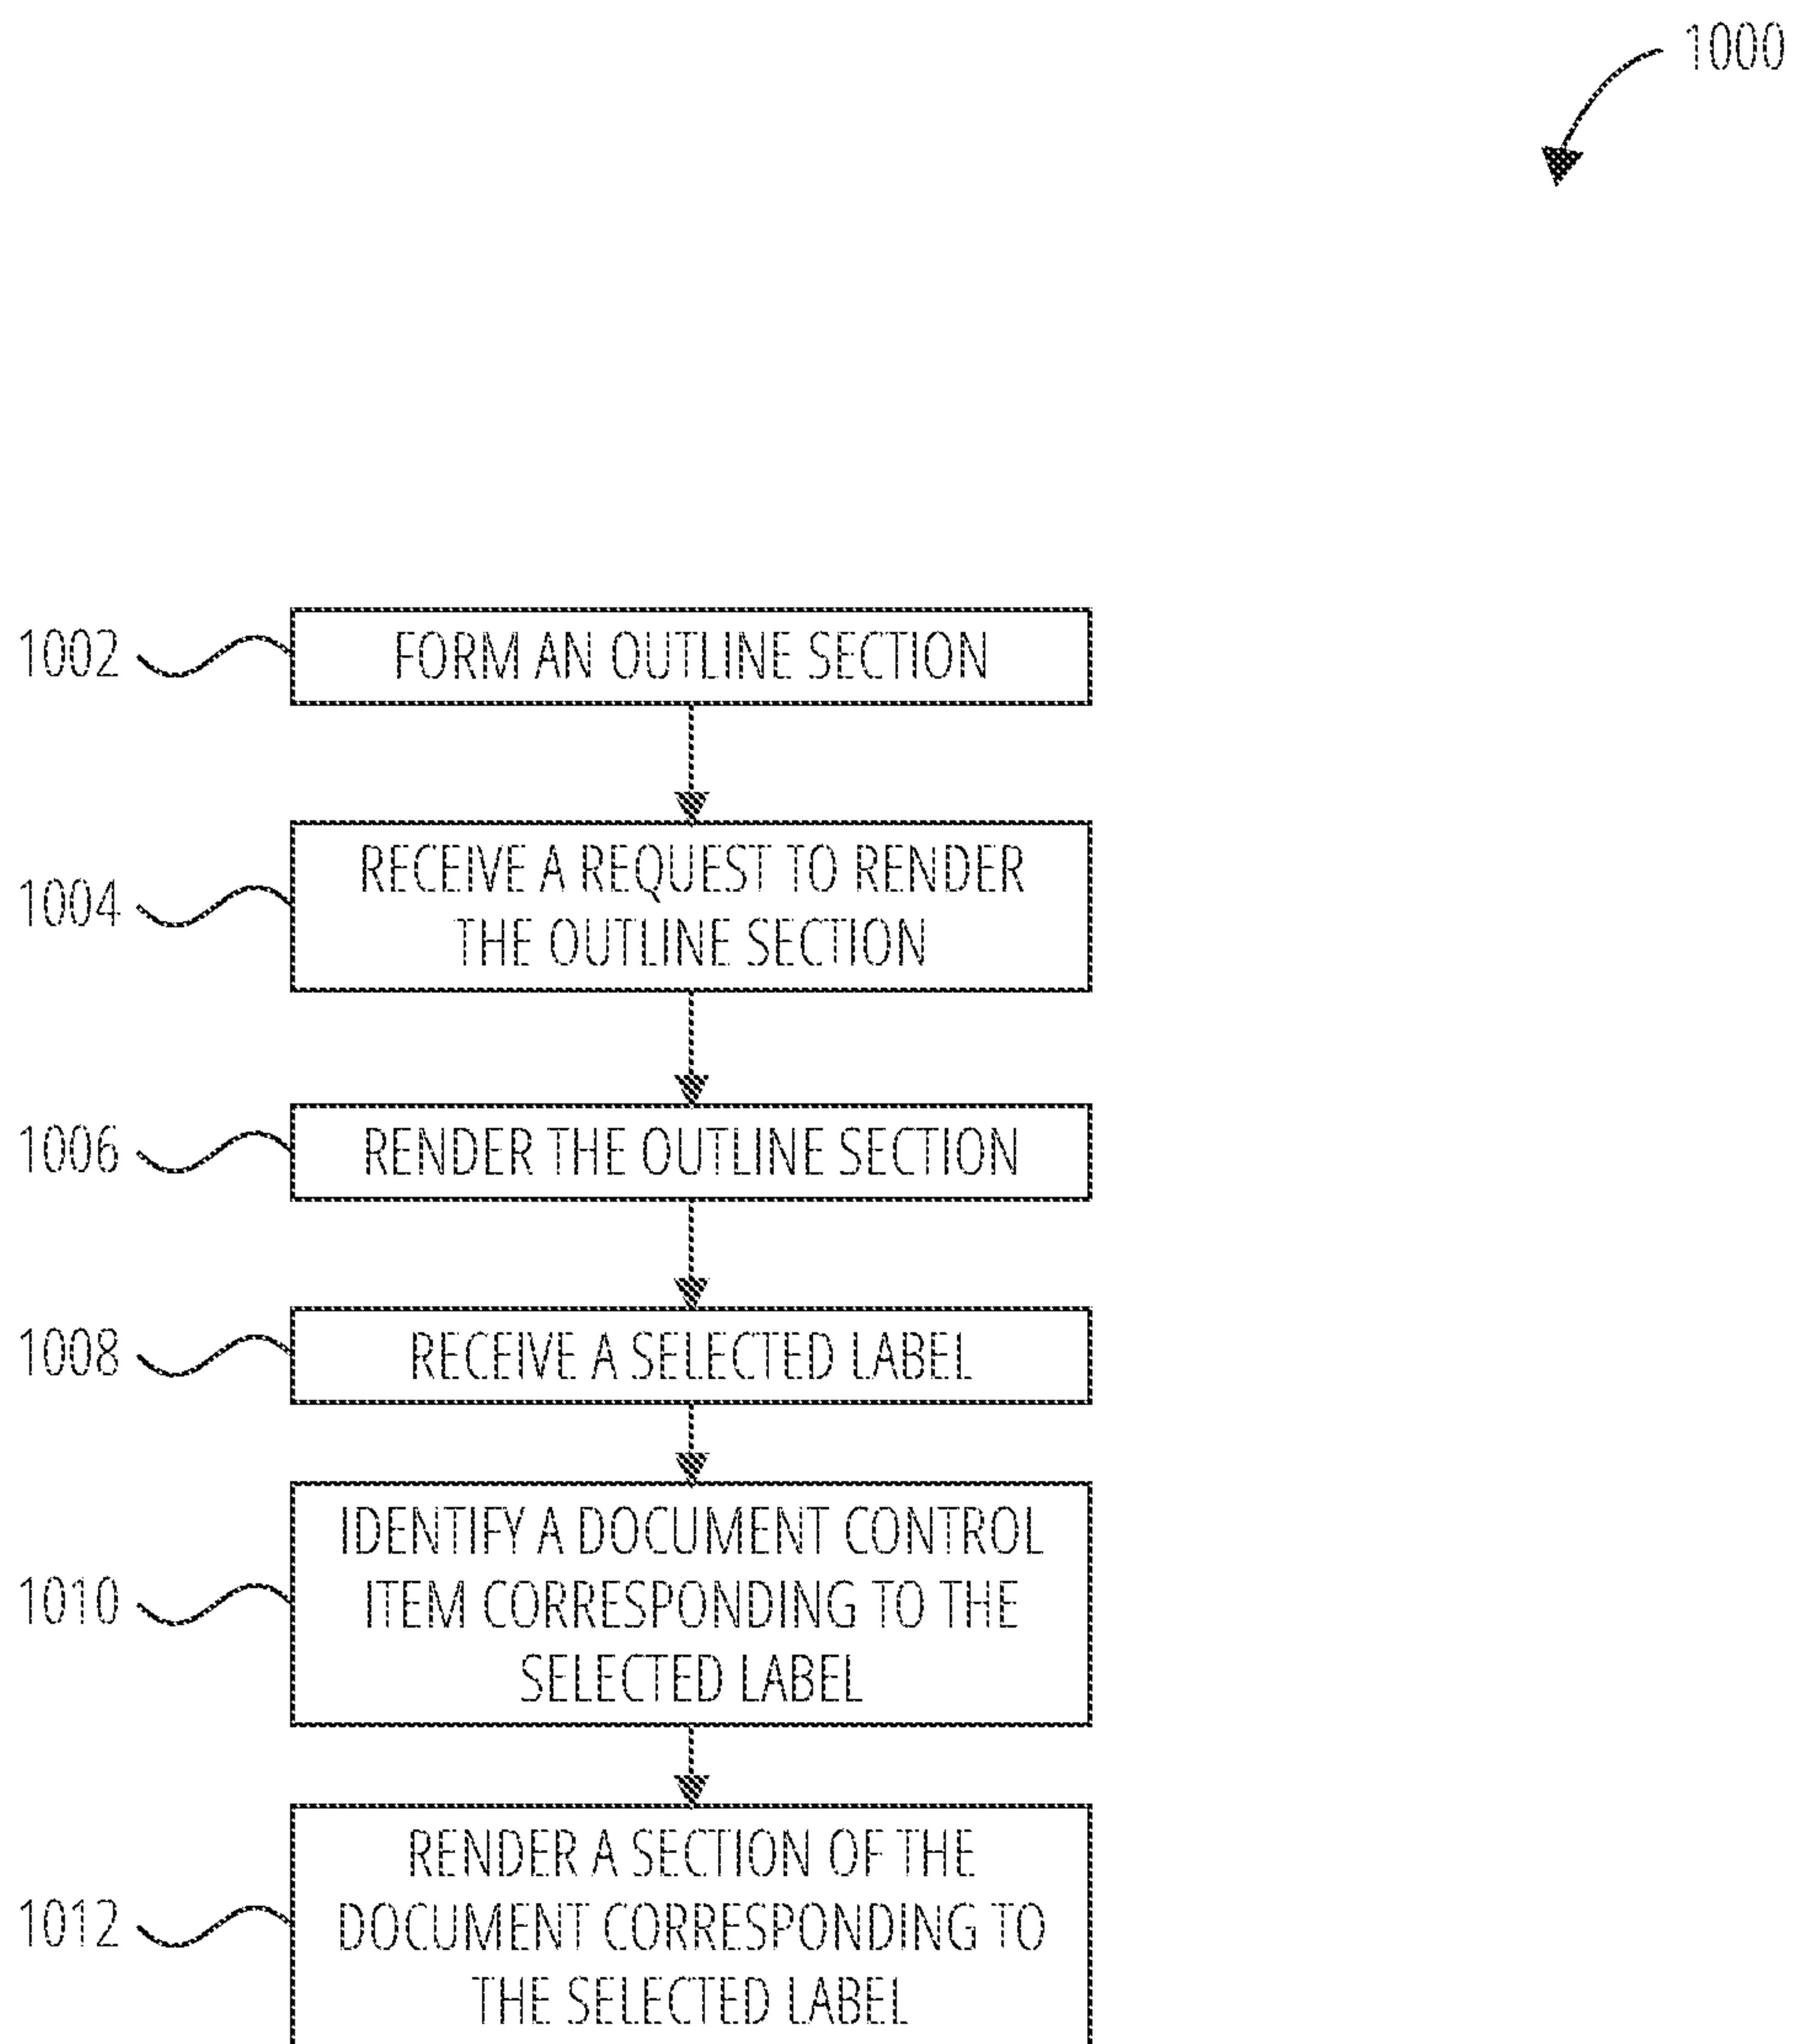 1000
1002
FORM AN OUTLINE SECTION
1004
RECEIVE A REQUEST TO RENDER
THE OUTLINE SECTION
1006
RENDER THE OUTLINE SECTION
1008
RECEIVE A SELECTED LABEL
1010
IDENTIFY A DOCUMENT CONTROL
ITEM CORRESPONDING TO THE
SELECTED LABEL
1012
RENDER A SECTION OF THE
DOCUMENT CORRESPONDING TO
THE SELECTED LABEL